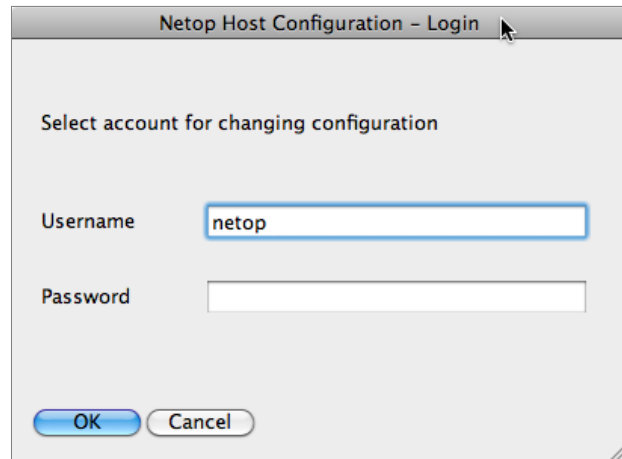 Netop Host Configuration – Login
Select account for changing configuration
Username
netop
Password
OK
Cancel